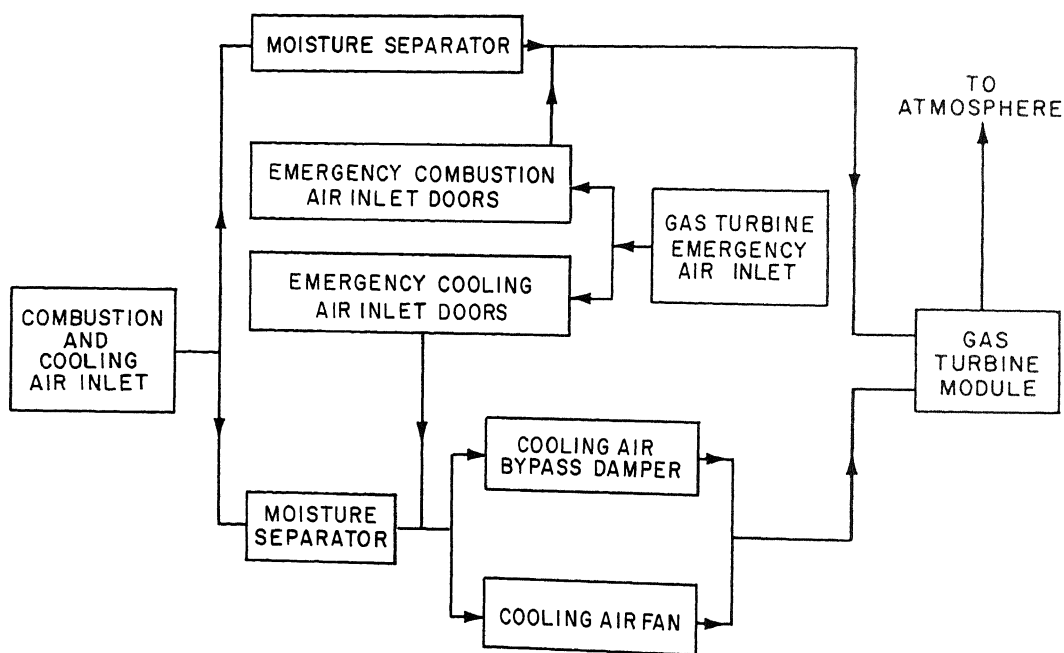 MOISTURE SEPARATOR
TO
ATMOSPHERE
EMERGENCY COMBUSTION
AIR INLET DOORS
GAS TURBINE
EMERGENCY
AIR INLET
EMERGENCY COOLING
AIR INLET DOORS
COMBUSTION
AND
COOLING
AIR INLET
GAS
TURBINE
MODULE
COOLING AIR
BYPASS DAMPER
MOISTURE
SEPARATOR
COOLING AIR FAN